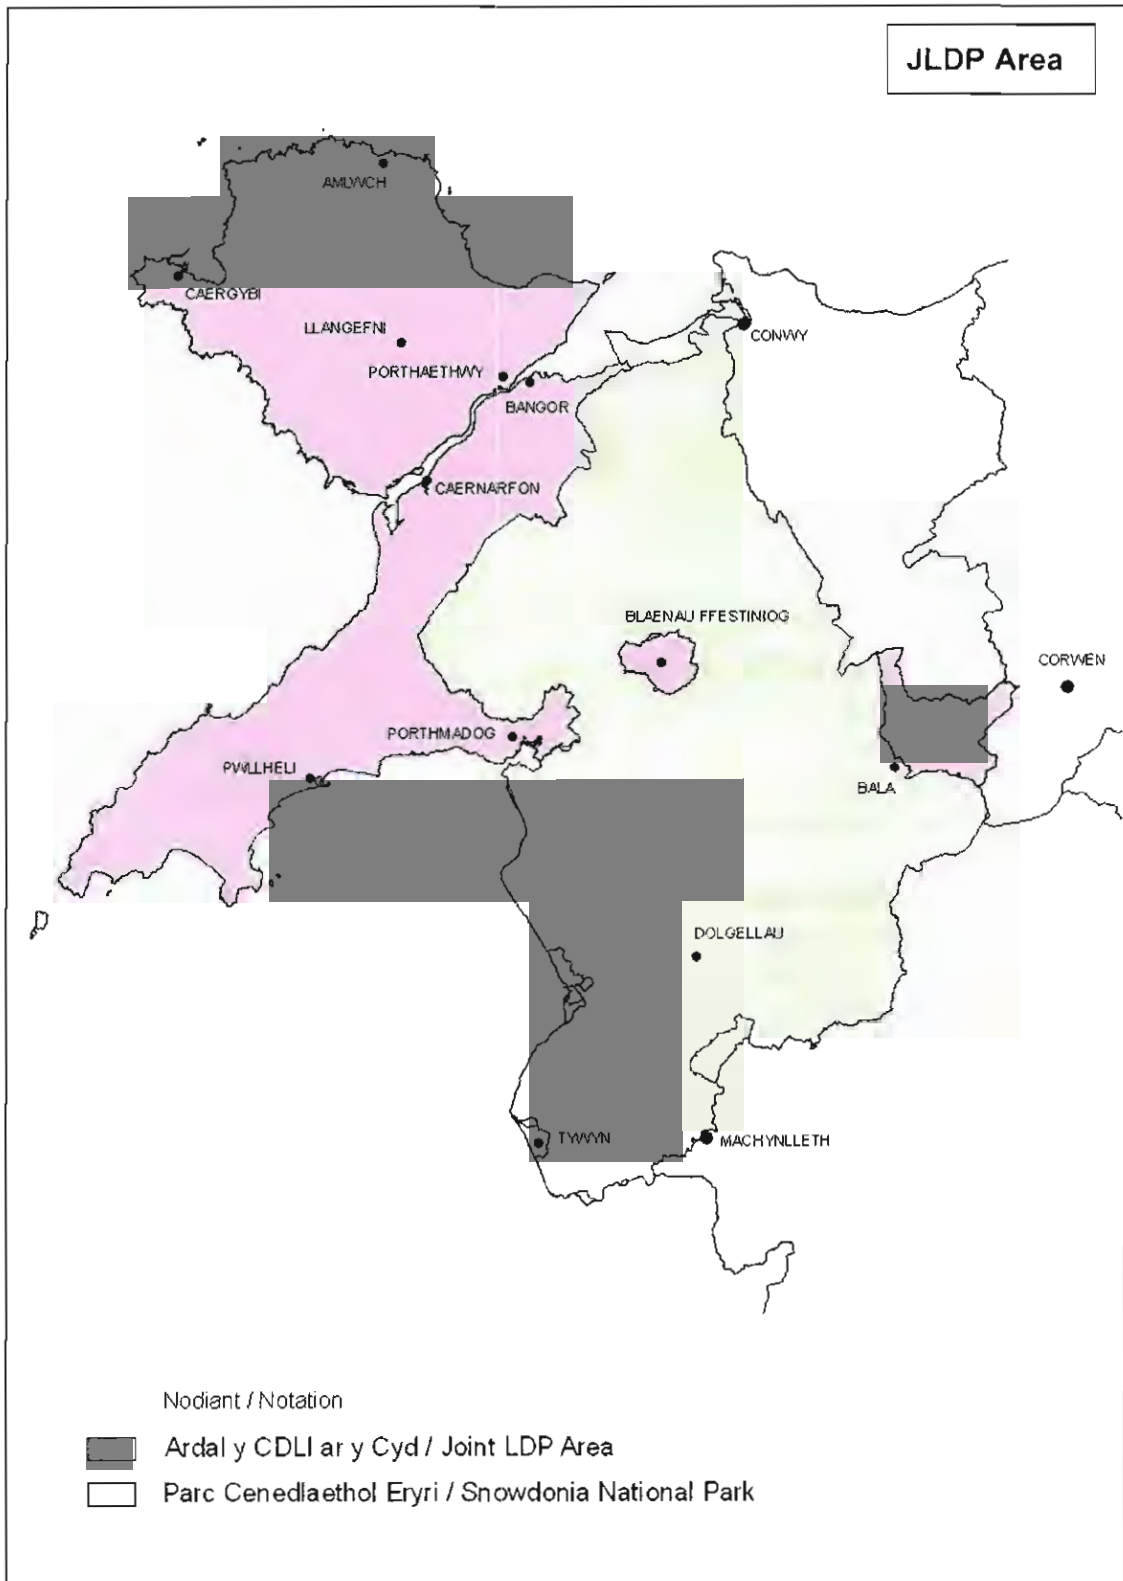 JLDP Area
AMLWCH
CAERGYBI
LLANGEFNI
CONWY
PORTHAETHWY
BANGOR
CAERNARFON
BLAENAU FFESTINIOG
CORWEN
PORTHMADOG
PWLLHELI
BALA
DOLGELLAU
TYWYN
MACHYNLLETH
Nodiant / Notation
Ardal y CDLl ar y Cyd / Joint LDP Area
Parc Cenedlaethol Eryri / Snowdonia National Park